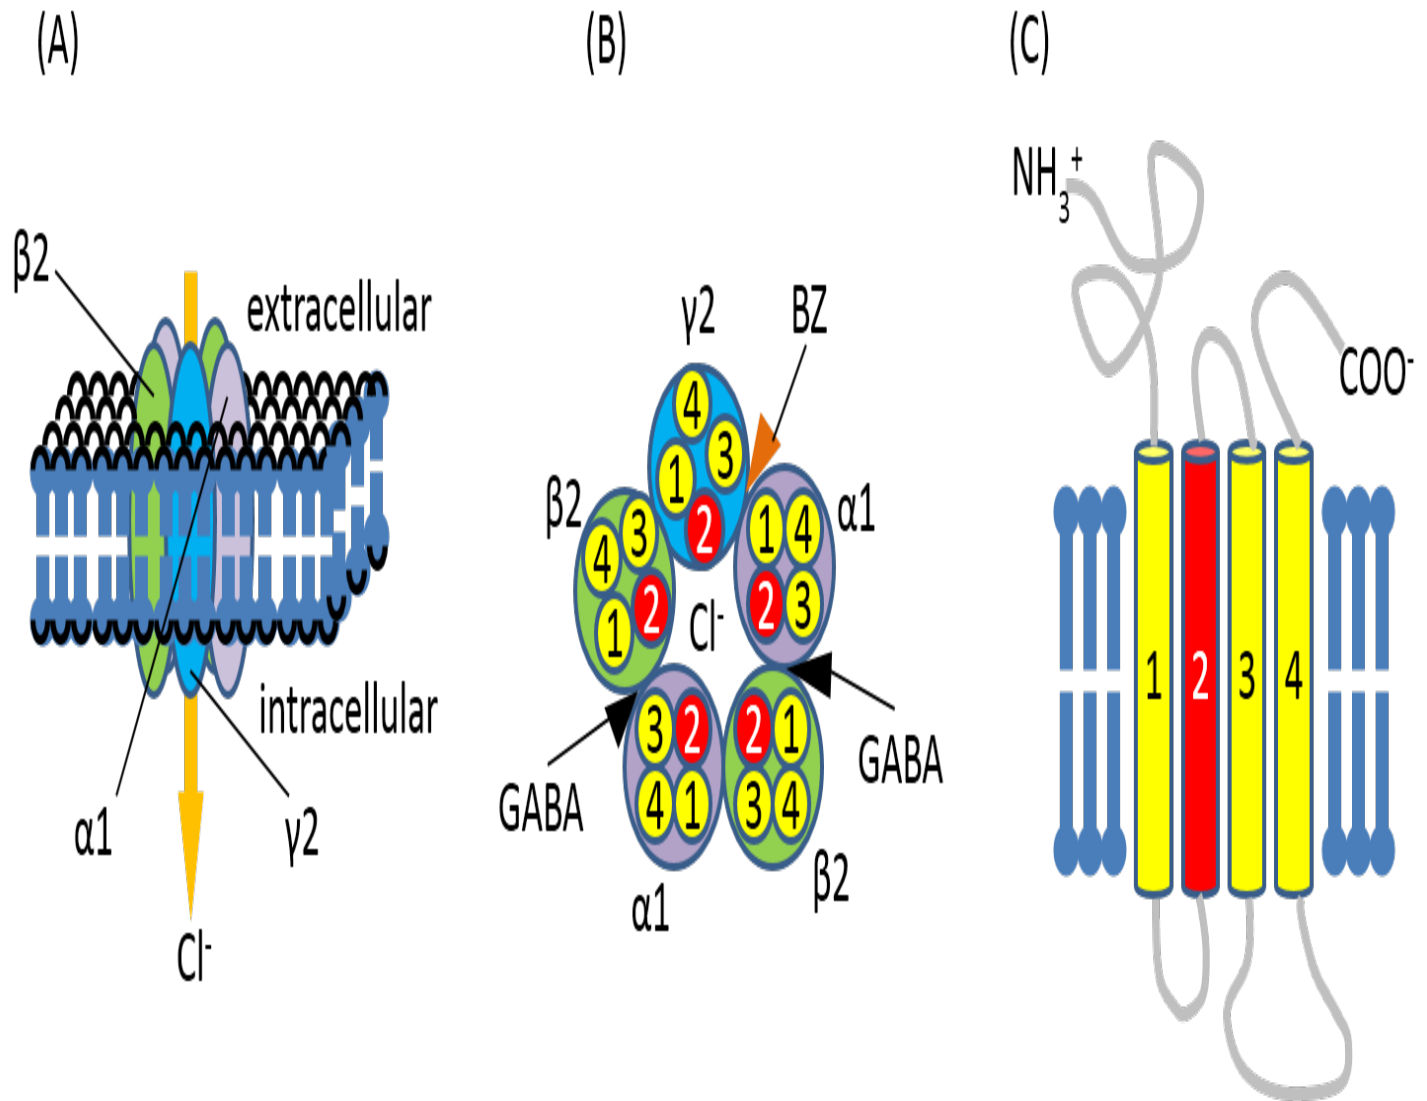 (A)
β2
extracellular
intracellular
α1
γ2
Cl-
(B)
γ2
BZ
4
3
1
2
β2
3
4
2
1
α1
1
4
2
3
Cl-
3
2
4
1
2
1
3
4
GABA
GABA
α1
β2
(C)
NH3+
COO-
1
2
3
4